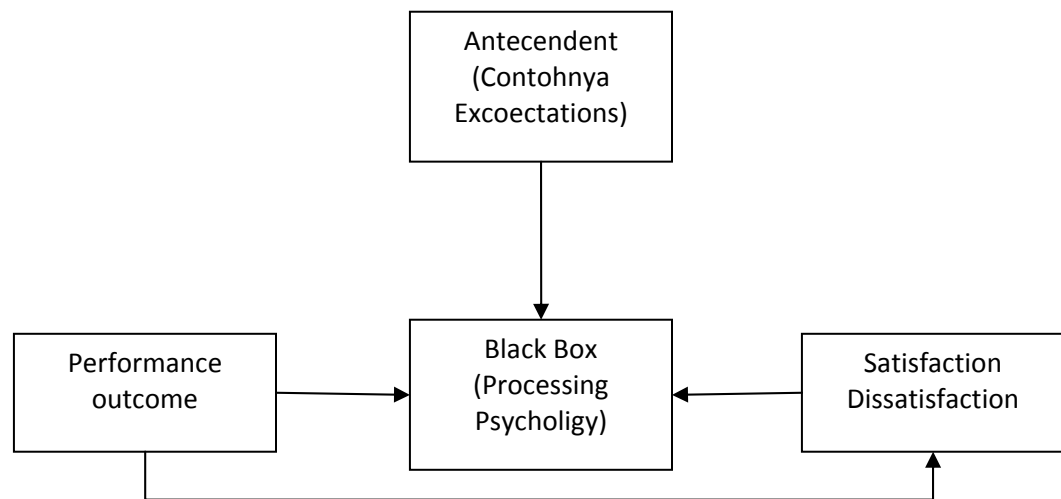 Antecendent
(Contohnya
Excoectations)
Performance
outcome
Black Box
(Processing
Psycholigy)
Satisfaction
Dissatisfaction